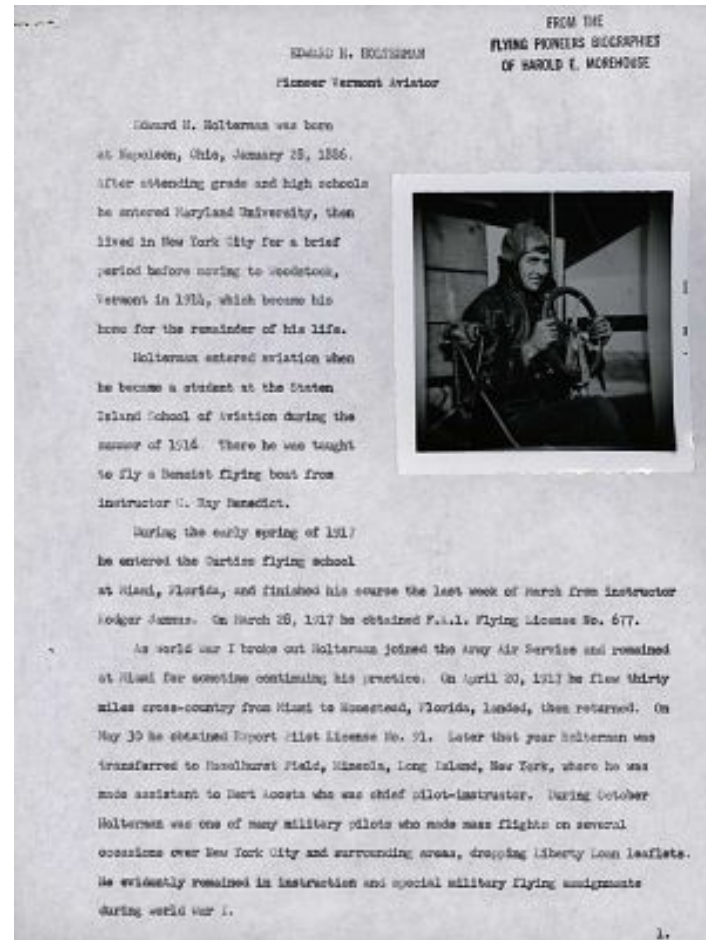 FROM THE
FLYING PIONEERS BIOGRAPHIES
OF HAROLD E. MOREHOUSE
EDWARD H. HOLTERMAN
Pioneer Vermont Aviator
Edward H. Holterman was born
at Napoleon, Ohio, January 28, 1886.
After attending grade and high schools
he entered Maryland University, then
lived in New York City for a brief
period before moving to Woodstock,
Vermont in 1914, which became his
home for the remainder of his life.
Holterman entered aviation when
he became a student at the Staten
Island School of Aviation during the
summer of 1916. There he was taught
to fly a Benoist flying boat from
instructor C. Ray Benedict.
During the early spring of 1917
he entered the Curtiss flying school
at Miami, Florida, and finished his course the last week of March from instructor
Rodger Jannus. On March 28, 1917 he obtained F.A.I. Flying License No. 677.
As World War I broke out Holterman joined the Army Air Service and remained
at Miami for sometime continuing his practice. On April 20, 1917 he flew thirty
miles cross-country from Miami to Homestead, Florida, landed, then returned. On
May 30 he obtained Expert Pilot License No. 91. Later that year Holterman was
transferred to Hazelhurst Field, Mineola, Long Island, New York, where he was
made assistant to Bert Acosta who was chief pilot-instructor. During October
Holterman was one of many military pilots who made mass flights on several
occasions over New York City and surrounding areas, dropping Liberty Loan leaflets.
He evidently remained in instruction and special military flying assignments
during World War I.
1.